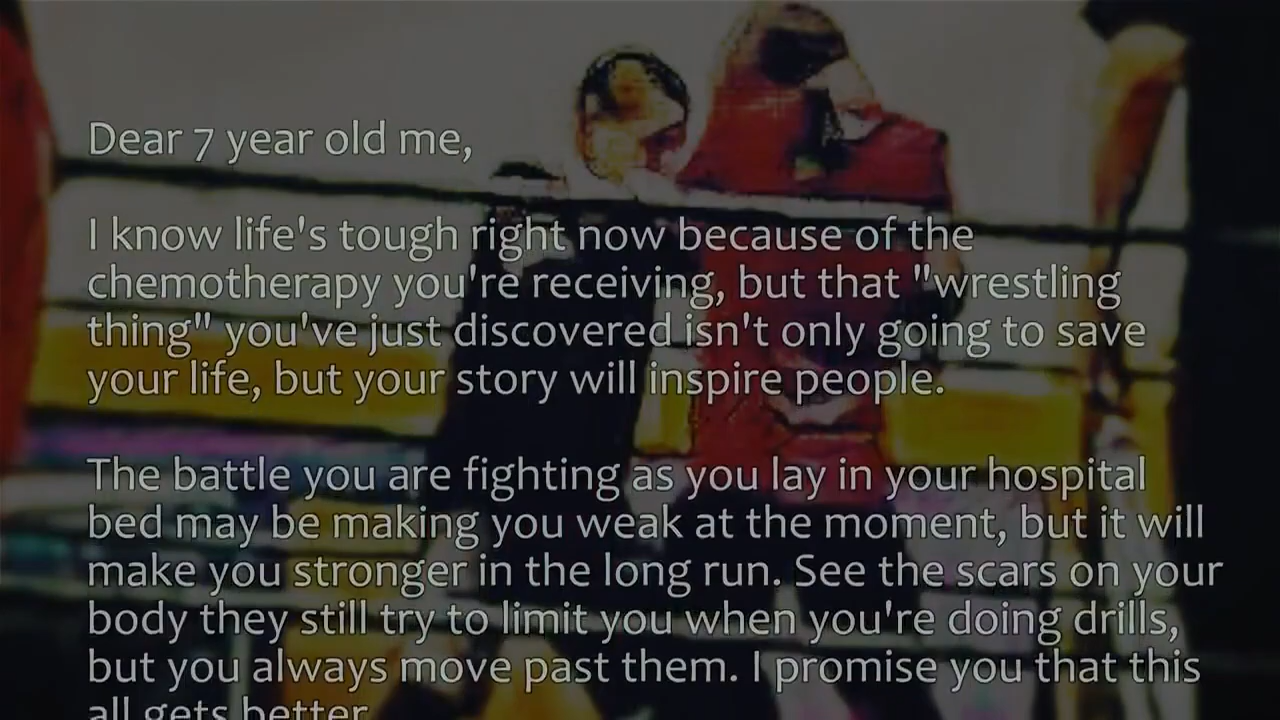 Dear 7 year old me,
I know life's tough right now because of the
chemotherapy you're receiving, but that "wrestling
thing" you've just discovered isn't only going to save
your life, but your story will inspire people.
The battle you are fighting as you lay in your hospital
bed may be making you weak at the moment, but it will
make you stronger in the long run. See the scars on your
body they still try to limit you when you're doing drills,
but you always move past them. I promise you that this
all gets better